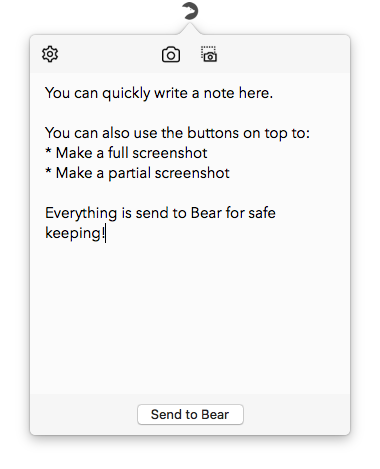 You can quickly write a note here.
You can also use the buttons on top to:
* Make a full screenshot
* Make a partial screenshot
Everything is send to Bear for safe
keeping!
Send to Bear